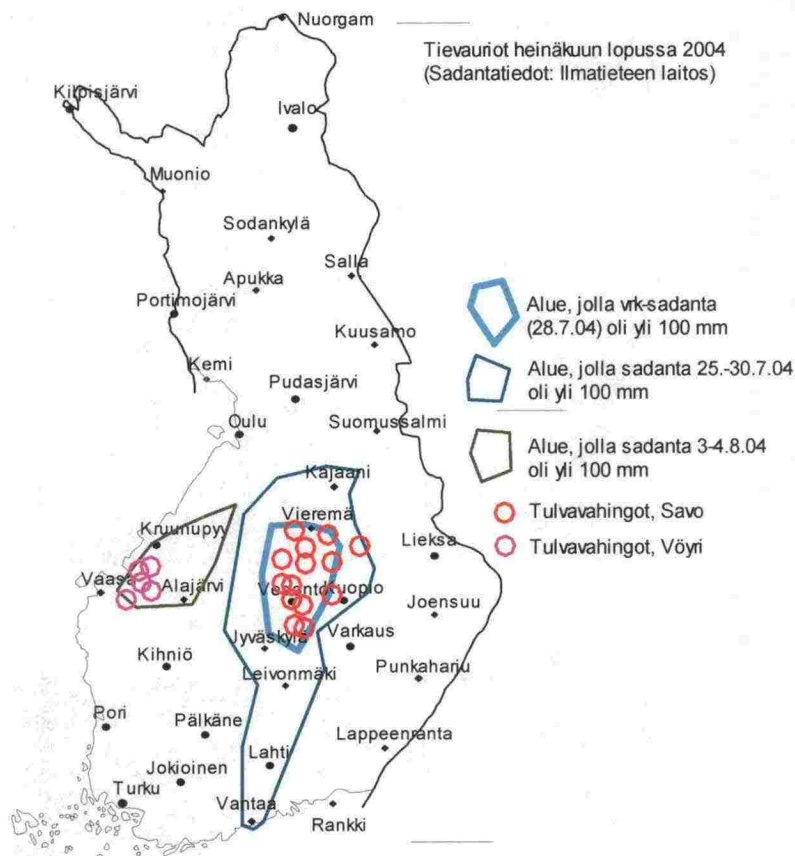 Nuorgam
Tievauriot heinäkuun lopussa 2004
(Sadantatiedot: Ilmatieteen laitos)
Kilpisjärvi
Ivalo
Muonio
Sodankylä
Salla
Apukka
Portimojärvi
Alue, jolla vrk-sadanta
(28.7.04) oli yli 100 mm
Kuusamo
Kemi
Alue, jolla sadanta 25.-30.7.04
oli yli 100 mm
Pudasjärvi
Oulu
Suomussalmi
Alue, jolla sadanta 3-4.8.04
oli yli 100 mm
Kajaani
Vieremä
Tulvavahingot, Savo
Kruunupyy
Lieksa
Tulvavahingot, Vöyri
Vaasa
Alajärvi
Kuopio
Joensuu
Jyväskylä
Varkaus
Kihniö
Leivonmäki
Punkaharju
Pori
Pälkäne
Lappeenranta
Lahti
Jokioinen
Turku
Vantaa
Rankki